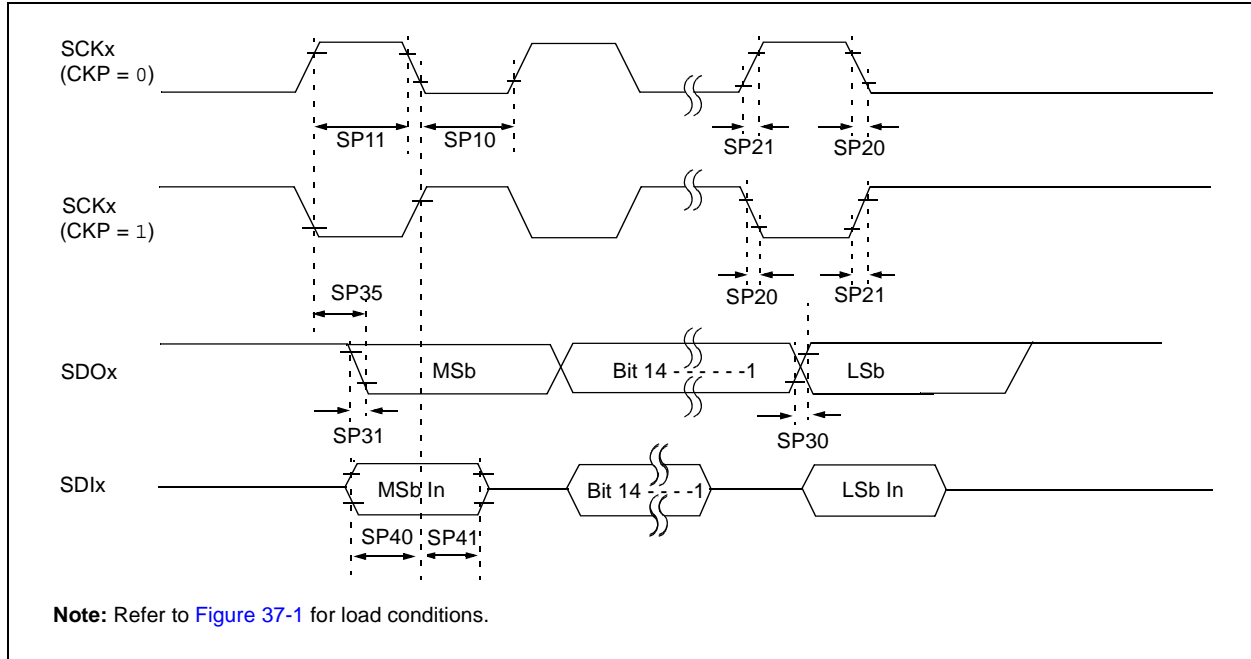 SCKx
(CKP = 0)
SP11
SP10
SP21
SP20
SCKx
(CKP = 1)
SP35
SP20
SP21
SDOx
MSb
Bit 14 - - - - - -1
LSb
SP31
SP30
SDIx
MSb In
Bit 14 - - - - -1
LSb In
SP40
SP41
Note: Refer to Figure 37-1 for load conditions.